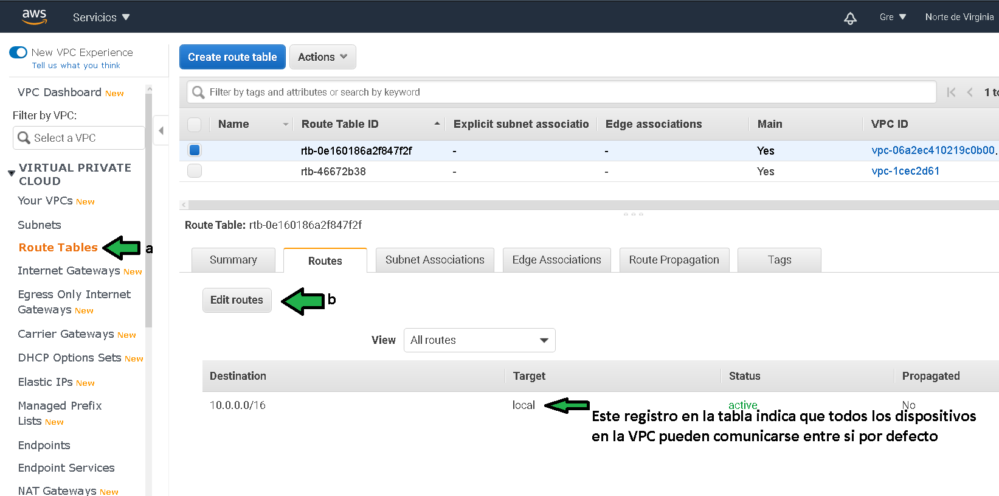 aws
Servicios
Gre
Norte de Virginia
New VPC Experience
Tell us what you think
VPC Dashboard New
Filter by VPC:
Select a VPC
VIRTUAL PRIVATE
CLOUD
Your VPCs New
Subnets
Route Tables
a
Internet Gateways New
Egress Only Internet
Gateways New
Carrier Gateways New
DHCP Options Sets New
Elastic IPs New
Managed Prefix
Lists New
Endpoints
Endpoint Services
NAT Gateways New
Create route table
Actions
Filter by tags and attributes or search by keyword
1 to
Name Route Table ID Explicit subnet associatio Edge associations Main VPC ID
rtb-0e160186a2f847f2f - - Yes vpc-06a2ec410219c0b00.
rtb-46672b38 - - Yes vpc-1cec2d61
Route Table: rtb-0e160186a2f847f2f
Summary Routes Subnet Associations Edge Associations Route Propagation Tags
Edit routes
b
View All routes
Destination Target Status Propagated
10.0.0.0/16 local active No
Este registro en la tabla indica que todos los dispositivos
en la VPC pueden comunicarse entre si por defecto